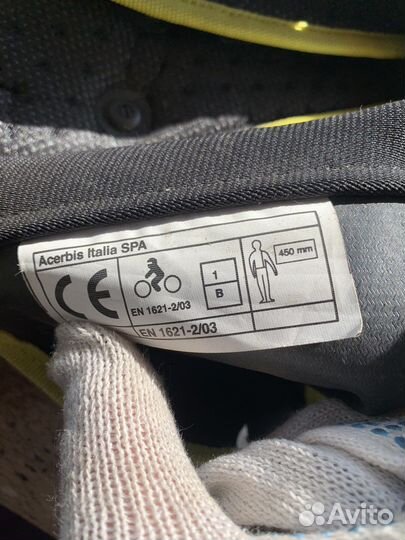 Acerbis Italia SPA
CE
EN 1621-2/03
1
B
450 mm
EN 1621-2/03
Avito